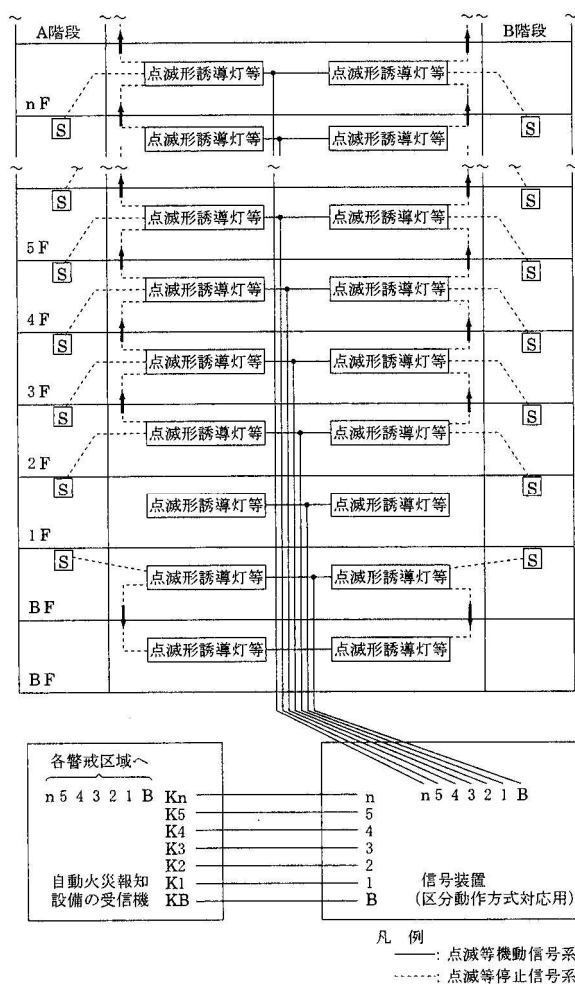 A階段 B階段
点滅形誘導灯等 点滅形誘導灯等
nF
S S
点滅形誘導灯等 点滅形誘導灯等
S S
点滅形誘導灯等 点滅形誘導灯等
5F
S S
点滅形誘導灯等 点滅形誘導灯等
4F
S S
点滅形誘導灯等 点滅形誘導灯等
3F
S S
点滅形誘導灯等 点滅形誘導灯等
2F
S S
点滅形誘導灯等 点滅形誘導灯等
1F
S S
点滅形誘導灯等 点滅形誘導灯等
BF
点滅形誘導灯等 点滅形誘導灯等
BF
各警戒区域へ
n 5 4 3 2 1 B
Kn
K5
K4
K3
K2
K1
KB
自動火災報知
設備の受信機
n 5 4 3 2 1 B
n
5
4
3
2
1
B
信号装置
(区分動作方式対応用)
凡 例
:点滅等機動信号系
:点滅等停止信号系